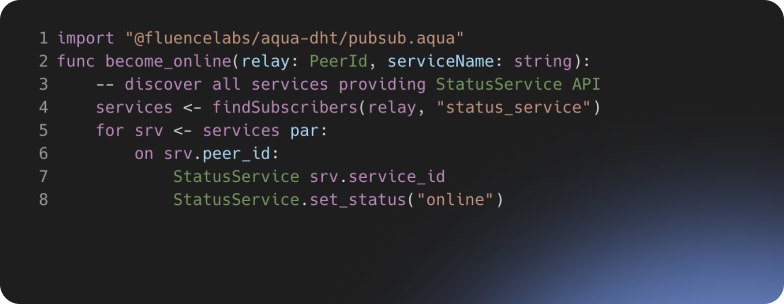 1 import "@fluencelabs/aqua-dht/pubsub.aqua"
2 func become_online(relay: PeerId, serviceName: string):
3     -- discover all services providing StatusService API
4     services <- findSubscribers(relay, "status_service")
5     for srv <- services par:
6         on srv.peer_id:
7             StatusService srv.service_id
8             StatusService.set_status("online")